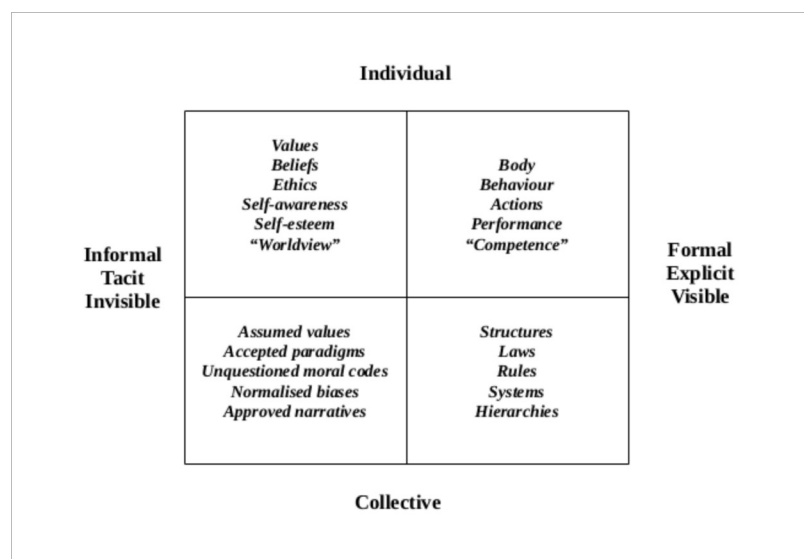 Individual
Values
Beliefs
Ethics
Self-awareness
Self-esteem
“Worldview”
Body
Behaviour
Actions
Performance
“Competence”
Informal
Tacit
Invisible
Formal
Explicit
Visible
Assumed values
Accepted paradigms
Unquestioned moral codes
Normalised biases
Approved narratives
Structures
Laws
Rules
Systems
Hierarchies
Collective